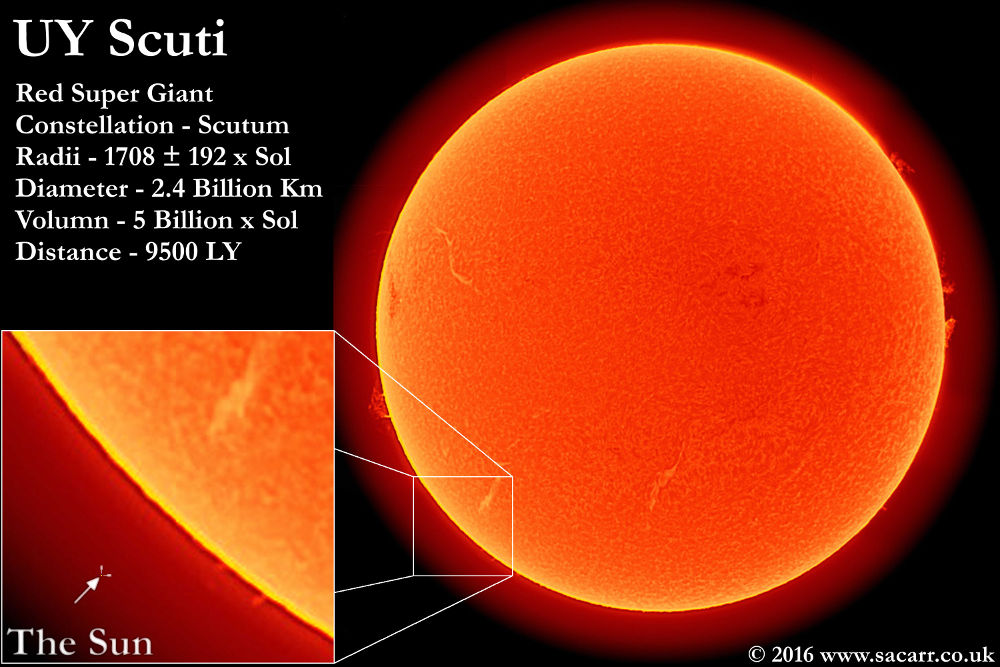 UY Scuti
Red Super Giant
Constellation - Scutum
Radii - 1708 ± 192 x Sol
Diameter - 2.4 Billion Km
Volumn - 5 Billion x Sol
Distance - 9500 LY
The Sun
© 2016 www.sacarr.co.uk